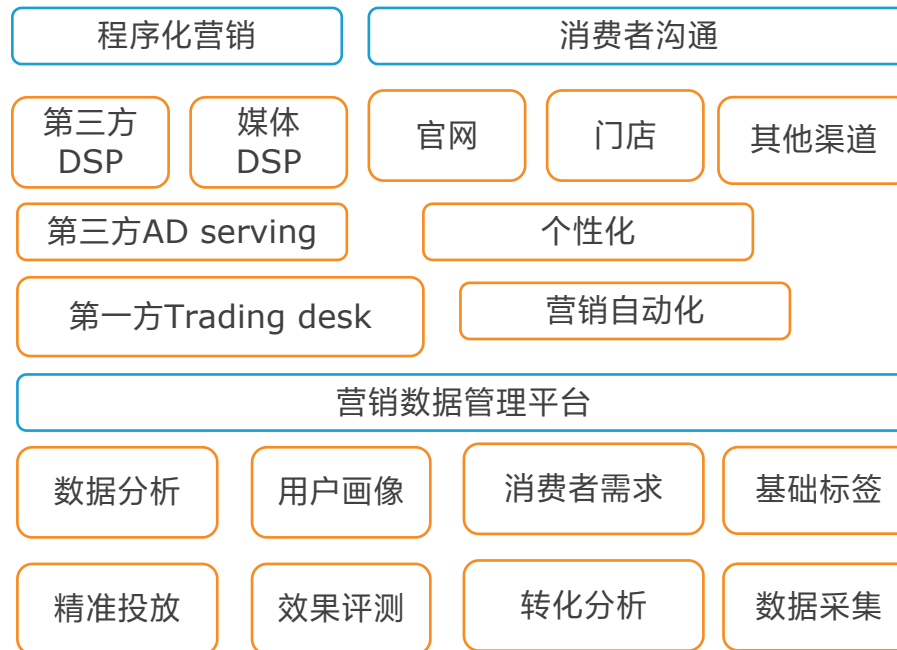 程序化营销
消费者沟通
第三方
DSP
媒体
DSP
官网
门店
其他渠道
第三方AD serving
个性化
第一方Trading desk
营销自动化
营销数据管理平台
数据分析
用户画像
消费者需求
基础标签
精准投放
效果评测
转化分析
数据采集